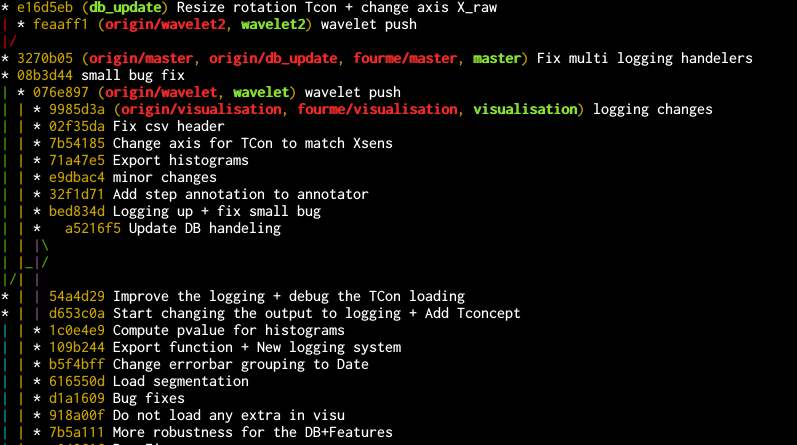 * e16d5eb (db_update) Resize rotation Tcon + change axis X_raw
| * feaaff1 (origin/wavelet2, wavelet2) wavelet push
|/
* 3270b05 (origin/master, origin/db_update, fourme/master, master) Fix multi logging handelers
* 08b3d44 small bug fix
| * 076e897 (origin/wavelet, wavelet) wavelet push
| | * 9985d3a (origin/visualisation, fourme/visualisation, visualisation) logging changes
| | * 02f35da Fix csv header
| | * 7b54185 Change axis for TCon to match Xsens
| | * 71a47e5 Export histograms
| | * e9dbac4 minor changes
| | * 32f1d71 Add step annotation to annotator
| | * bed834d Logging up + fix small bug
| | *   a5216f5 Update DB handeling
| | |\
| |_|/
|/| |
* | | 54a4d29 Improve the logging + debug the TCon loading
* | | d653c0a Start changing the output to logging + Add Tconcept
| | * 1c0e4e9 Compute pvalue for histograms
| | * 109b244 Export function + New logging system
| | * b5f4bff Change errorbar grouping to Date
| | * 616550d Load segmentation
| | * d1a1609 Bug fixes
| | * 918a00f Do not load any extra in visu
| | * 7b5a111 More robustness for the DB+Features